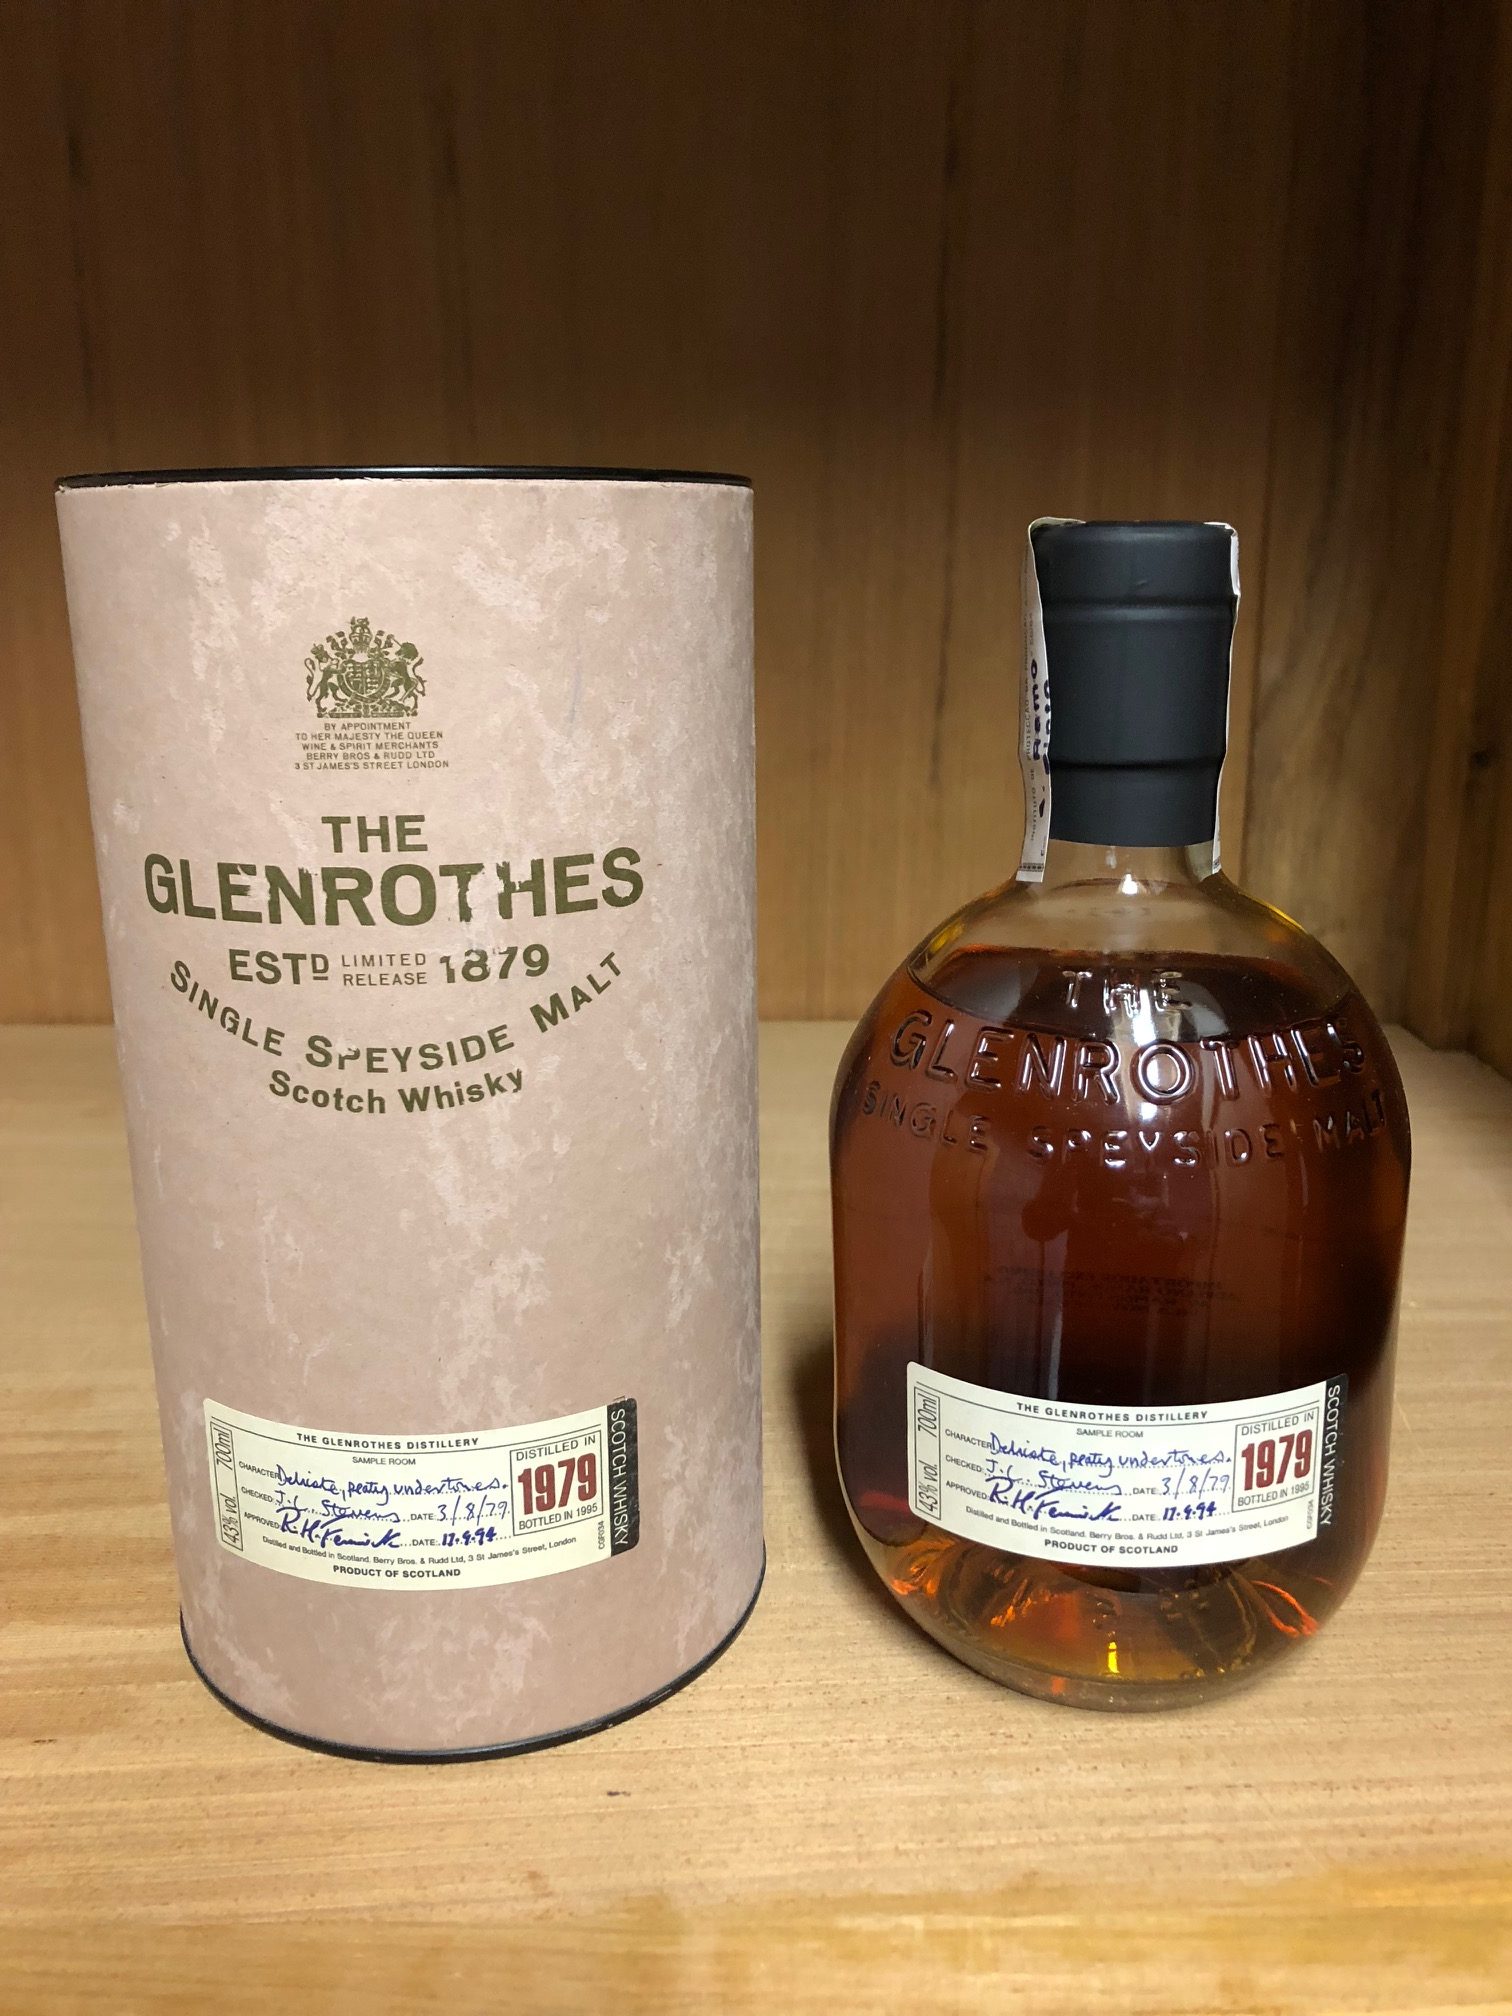 BY APPOINTMENT
TO HER MAJESTY THE QUEEN
WINE & SPIRIT MERCHANTS
BERRY BROS & RUDD LTD
3 ST JAMES'S STREET LONDON
THE
GLENROTHES
ESTD LIMITED RELEASE 1879
SINGLE SPEYSIDE MALT
Scotch Whisky
THE GLENROTHES DISTILLERY
SAMPLE ROOM
CHARACTER Delicate, peaty undertones.
CHECKED: J.L. Stevens DATE: 3/8/79.
APPROVED: R.H. Fenwick DATE: 17.9.94
Distilled and Bottled in Scotland. Berry Bros. & Rudd Ltd, 3 St James's Street, London
PRODUCT OF SCOTLAND
43% vol. 700ml
DISTILLED IN
1979
BOTTLED IN 1995
SCOTCH WHISKY
CGF034
THE
GLENROTHES
SINGLE SPEYSIDE MALT
THE GLENROTHES DISTILLERY
SAMPLE ROOM
CHARACTER Delicate, peaty undertones.
CHECKED: J.L. Stevens DATE: 3/8/79.
APPROVED: R.H. Fenwick DATE: 17.9.94
Distilled and Bottled in Scotland. Berry Bros. & Rudd Ltd, 3 St James's Street, London
PRODUCT OF SCOTLAND
43% vol. 700ml
DISTILLED IN
1979
BOTTLED IN 1995
SCOTCH WHISKY
CGF034